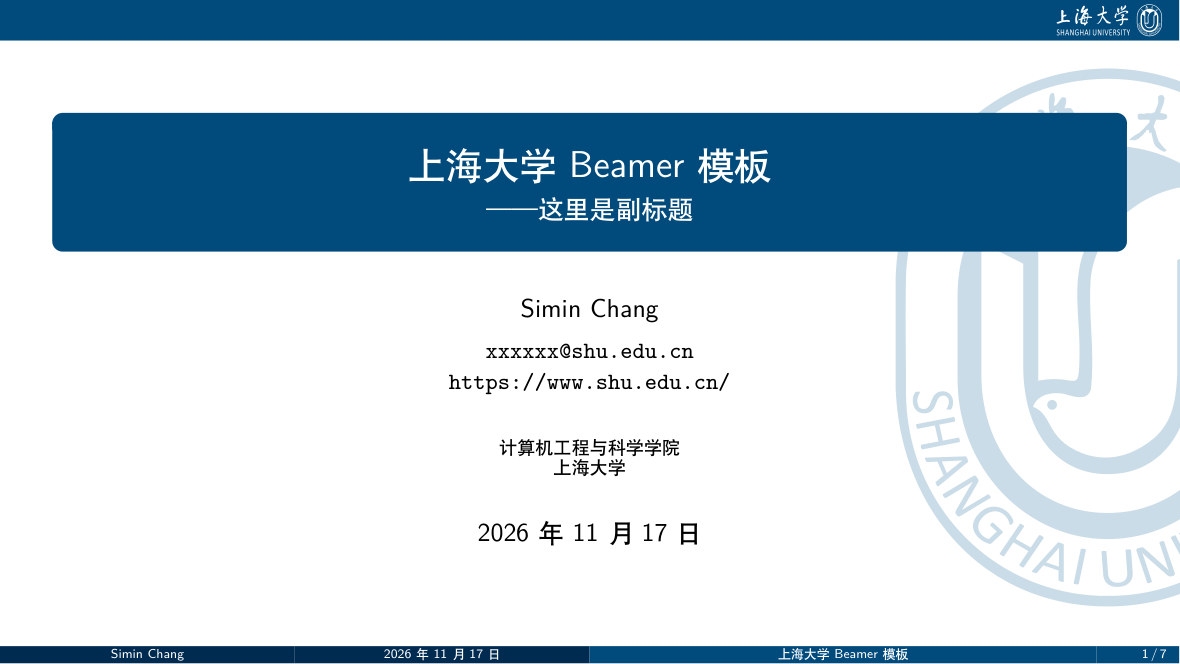 上海大学
SHANGHAI UNIVERSITY
上海大学 Beamer 模板
——这里是副标题
Simin Chang
xxxxxx@shu.edu.cn
https://www.shu.edu.cn/
计算机工程与科学学院
上海大学
2026 年 11 月 17 日
海大
SHANGHAI UNI
Simin Chang
2026 年 11 月 17 日
上海大学 Beamer 模板
1 / 7